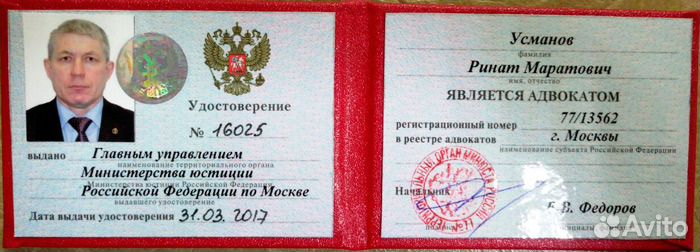 Удостоверение
№ 16025
выдано Главным управлением
наименование территориального органа
Министерства юстиции
Министерства юстиции Российской Федерации,
Российской Федерации по Москве
выдавшего удостоверение
Дата выдачи удостоверения 31.03.2017
Усманов
фамилия
Ринат Маратович
имя, отчество
ЯВЛЯЕТСЯ АДВОКАТОМ
регистрационный номер 77/13562
в реестре адвокатов г. Москвы
наименование субъекта Российской Федерации
Начальник
Е.В. Федоров
Avito